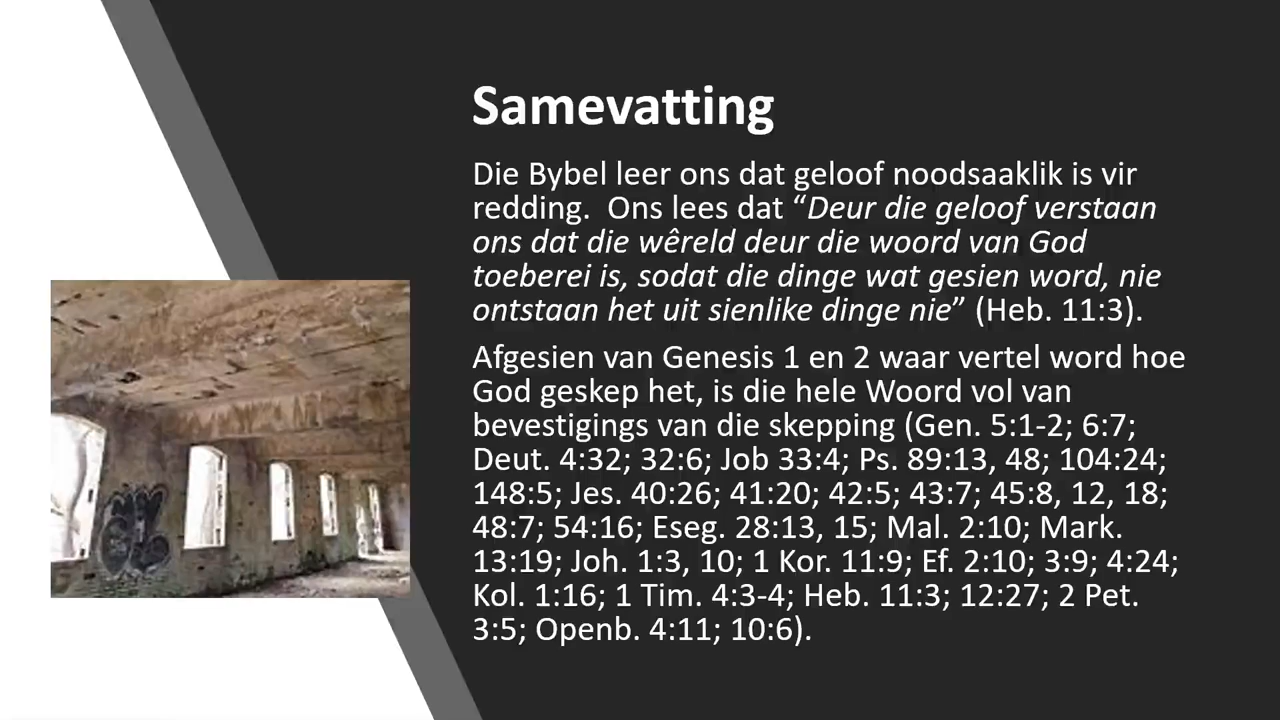 Samevatting
Die Bybel leer ons dat geloof noodsaaklik is vir
redding.  Ons lees dat “Deur die geloof verstaan
ons dat die wêreld deur die woord van God
toeberei is, sodat die dinge wat gesien word, nie
ontstaan het uit sienlike dinge nie” (Heb. 11:3).
Afgesien van Genesis 1 en 2 waar vertel word hoe
God geskep het, is die hele Woord vol van
bevestigings van die skepping (Gen. 5:1-2; 6:7;
Deut. 4:32; 32:6; Job 33:4; Ps. 89:13, 48; 104:24;
148:5; Jes. 40:26; 41:20; 42:5; 43:7; 45:8, 12, 18;
48:7; 54:16; Eseg. 28:13, 15; Mal. 2:10; Mark.
13:19; Joh. 1:3, 10; 1 Kor. 11:9; Ef. 2:10; 3:9; 4:24;
Kol. 1:16; 1 Tim. 4:3-4; Heb. 11:3; 12:27; 2 Pet.
3:5; Openb. 4:11; 10:6).